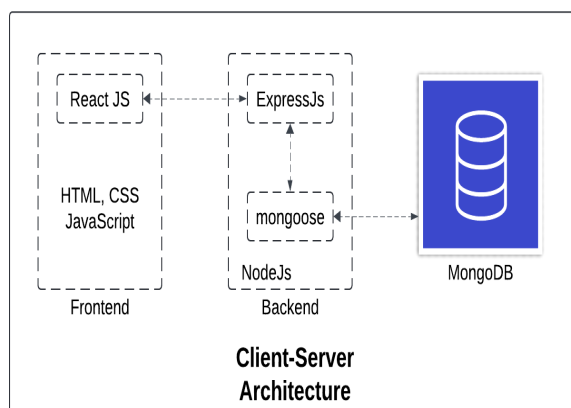 React JS
ExpressJs
HTML, CSS
JavaScript
mongoose
NodeJs
MongoDB
Frontend
Backend
Client-Server
Architecture